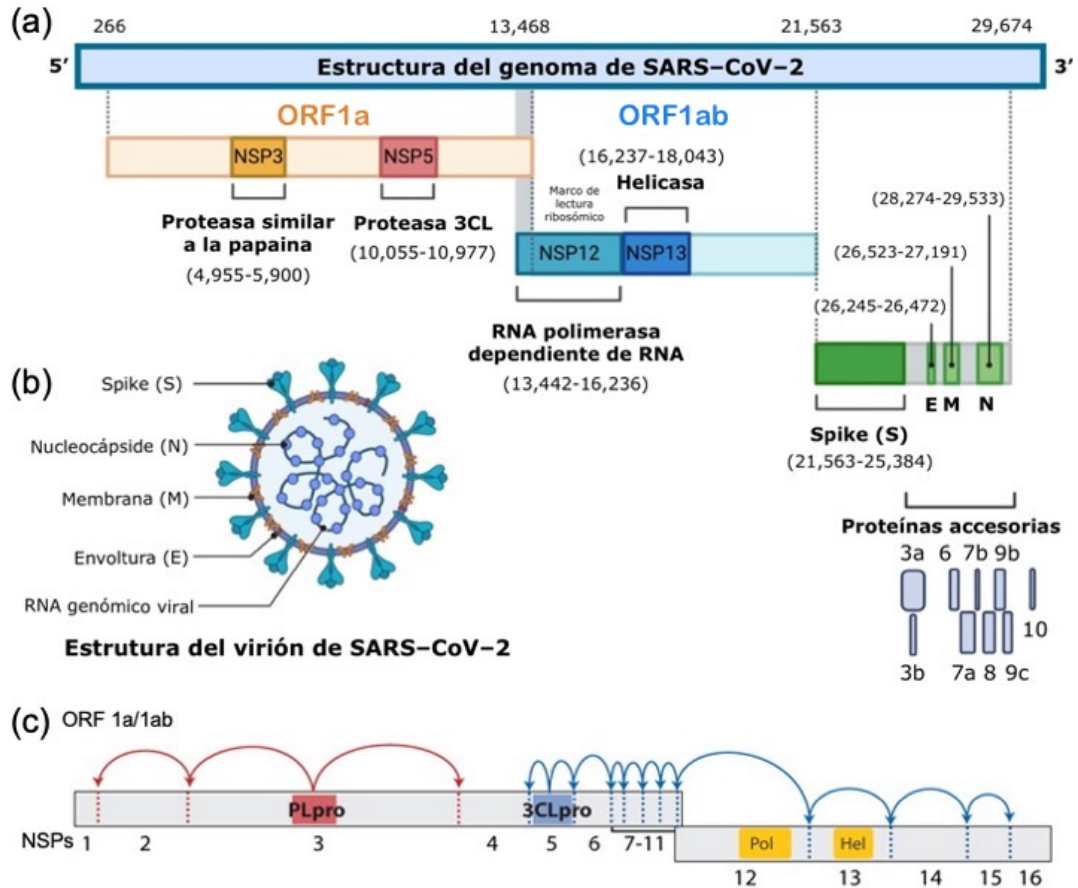 (a)
266 13,468 21,563 29,674
5′ Estructura del genoma de SARS–CoV–2 3′
ORF1a ORF1ab
(16,237-18,043)
Helicasa
NSP3 NSP5
Marco de
lectura
ribosómico
(28,274-29,533)
Proteasa similar
a la papaina
(4,955-5,900)
Proteasa 3CL
(10,055-10,977)
NSP12 NSP13
(26,523-27,191)
(26,245-26,472)
RNA polimerasa
dependiente de RNA
(13,442-16,236)
E M N
Spike (S)
(21,563-25,384)
Proteínas accesorias
3a 6 7b 9b
10
3b 7a 8 9c
(b)
Spike (S)
Nucleocápside (N)
Membrana (M)
Envoltura (E)
RNA genómico viral
Estrutura del virión de SARS–CoV–2
(c) ORF 1a/1ab
PLpro 3CLpro
NSPs 1 2 3 4 5 6 7-11
Pol Hel
12 13 14 15 16